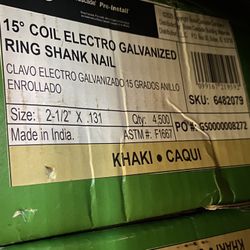 Pre-Install
15° COIL ELECTRO GALVANIZED
RING SHANK NAIL
CLAVO ELECTRO GALVANIZADO 15 GRADOS ANILLO
ENROLLADO
SKU: 6482079
Size: 2-1/2" X .131 Qty: 4,500
Made in India. ASTM#: F1667
PO #: GS0000008272
KHAKI • CAQUI